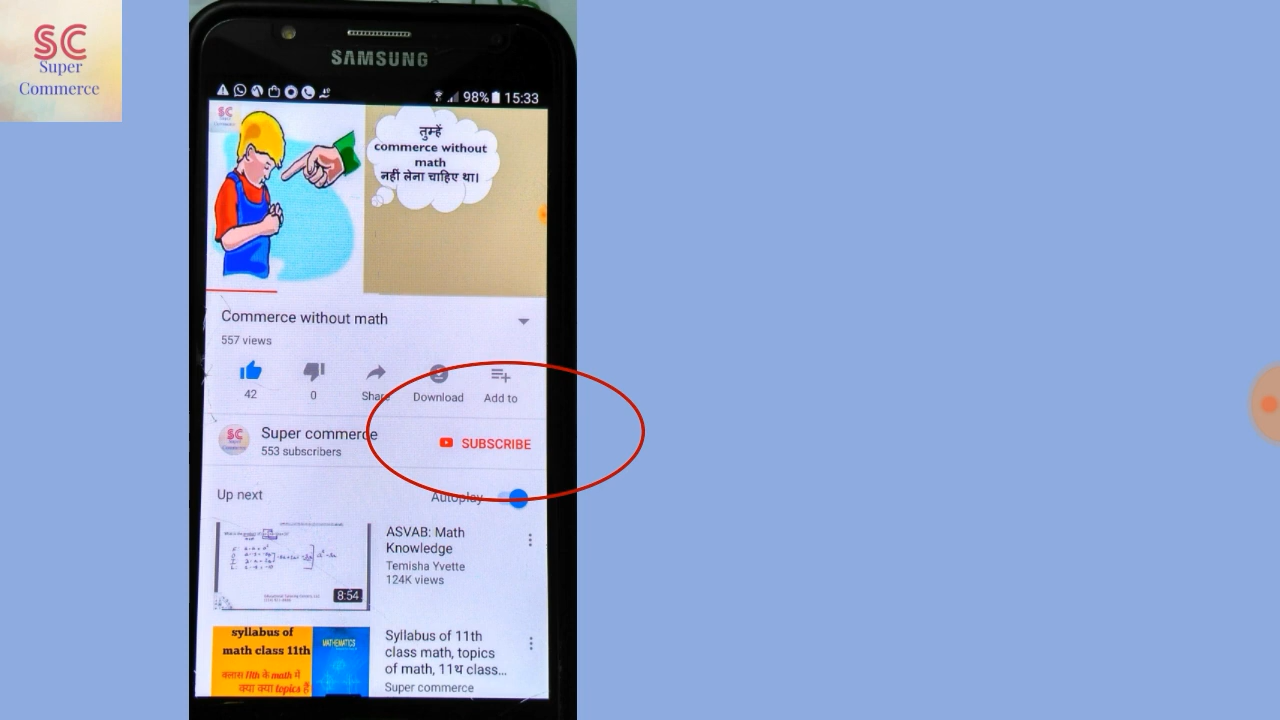 SC
Super
Commerce
SAMSUNG
98% 15:33
SC
तुम्हें
commerce without
math
नहीं लेना चाहिए था।
Commerce without math
557 views
42
0
Share
Download
Add to
SC
Super commerce
553 subscribers
SUBSCRIBE
Up next
Autoplay
ASVAB: Math
Knowledge
Temisha Yvette
124K views
8:54
syllabus of
math class 11th
क्लास 11th के math में
क्या क्या topics हैं
MATHEMATICS
Syllabus of 11th
class math, topics
of math, 11थ class...
Super commerce